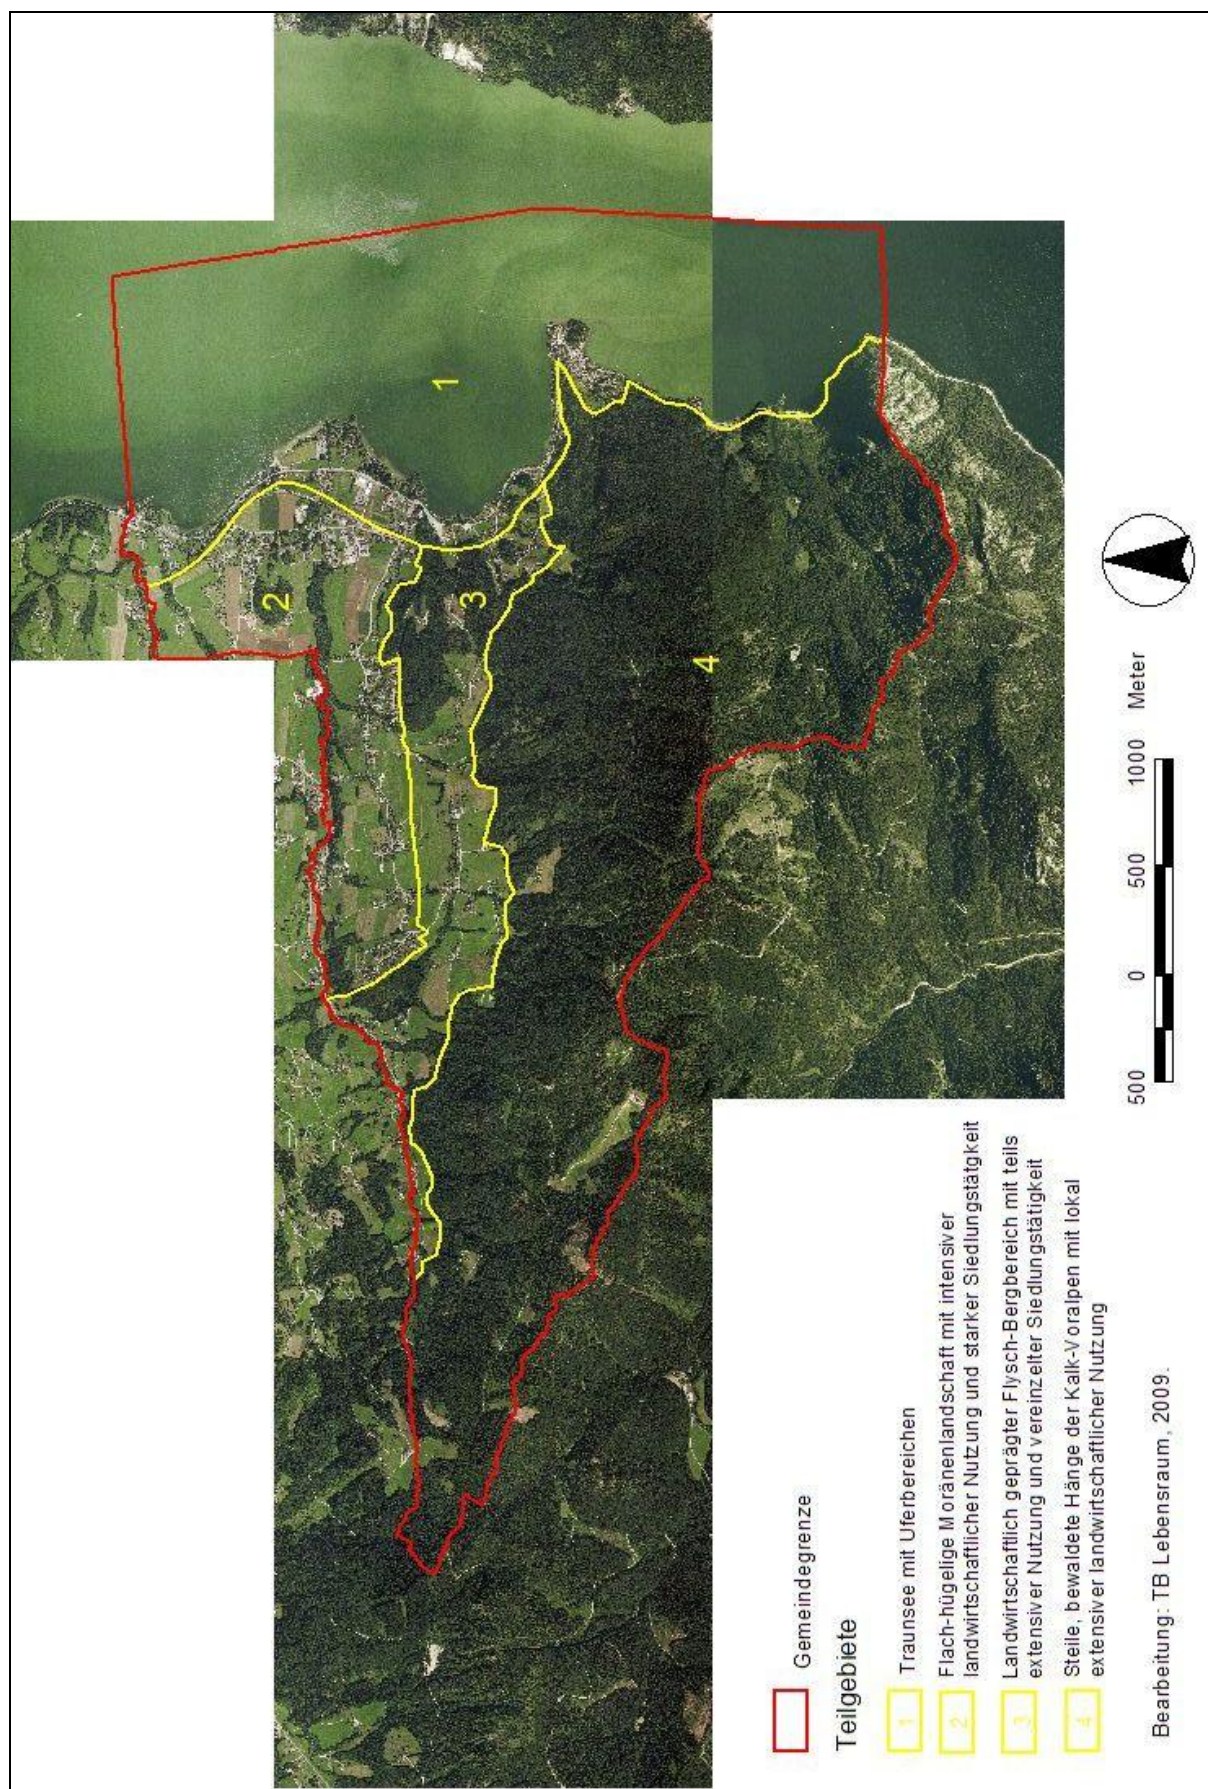 1
2
3
4
Gemeindegrenze
Teilgebiete
1 Traunsee mit Uferbereichen
2 Flach-hügelige Moränenlandschaft mit intensiver
landwirtschaftlicher Nutzung und starker Siedlungstätgkeit
3 Landwirtschaftlich geprägter Flysch-Bergbereich mit teils
extensiver Nutzung und vereinzelter Siedlungstätigkeit
4 Steile, bewaldete Hänge der Kalk-Voralpen mit lokal
extensiver landwirtschaftlicher Nutzung
500 0 500 1000 Meter
Bearbeitung: TB Lebensraum, 2009.